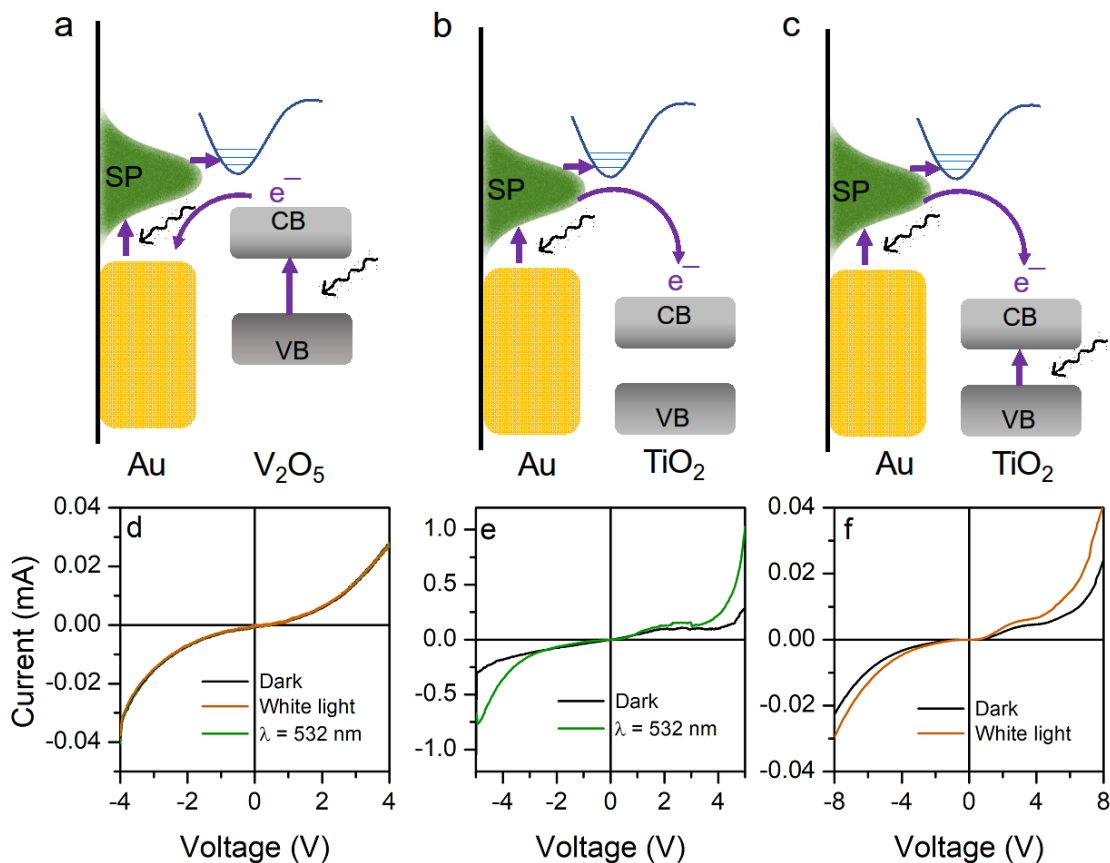 a
b
c
SP
SP
SP
e⁻
CB
VB
e⁻
CB
VB
e⁻
CB
VB
Au
V₂O₅
Au
TiO₂
Au
TiO₂
d
0.04
0.02
0.00
-0.02
-0.04
Current (mA)
Dark
White light
λ = 532 nm
-4
-2
0
2
4
Voltage (V)
e
1.0
0.5
0.0
-0.5
-1.0
Dark
λ = 532 nm
-4
-2
0
2
4
Voltage (V)
f
0.04
0.02
0.00
-0.02
-0.04
Dark
White light
-8
-4
0
4
8
Voltage (V)